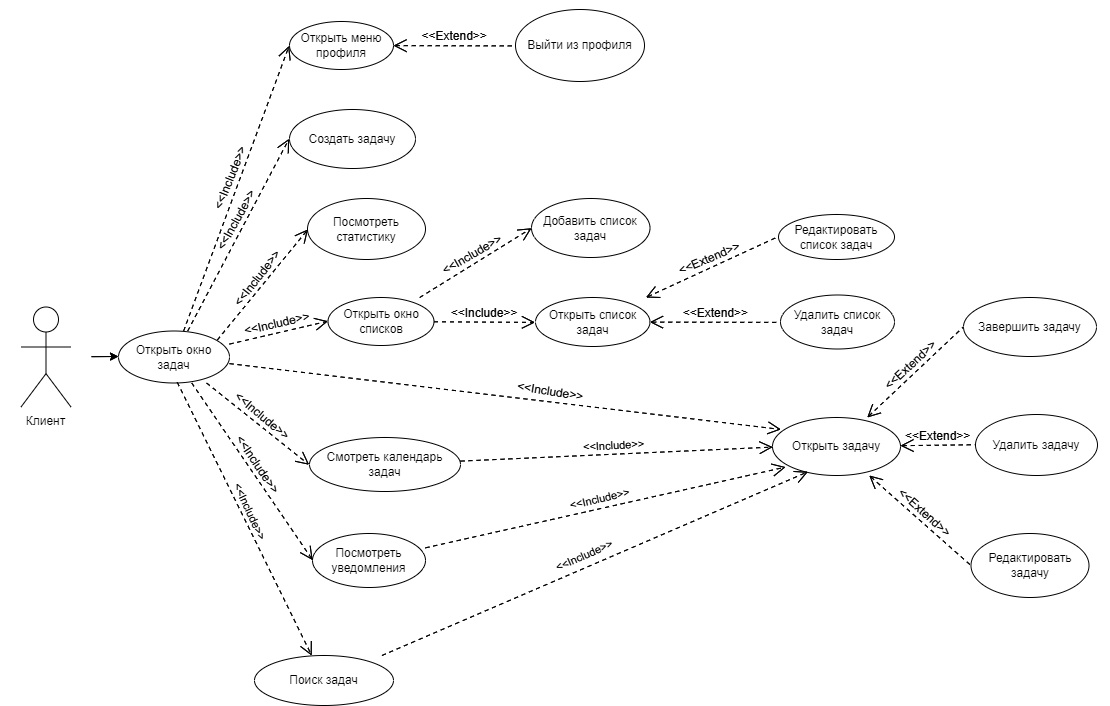 Открыть меню
профиля
<<Extend>>
Выйти из профиля
<<Include>>
Создать задачу
<<Include>>
Посмотреть
статистику
<<Include>>
Добавить список
задач
<<Include>>
Редактировать
список задач
<<Extend>>
Открыть окно
списков
<<Include>>
<<Include>>
Открыть список
задач
<<Extend>>
Удалить список
задач
Завершить задачу
<<Extend>>
Открыть окно
задач
Клиент
<<Include>>
Открыть задачу
<<Extend>>
Удалить задачу
<<Include>>
Смотреть календарь
задач
<<Include>>
<<Include>>
Посмотреть
уведомления
<<Include>>
<<Extend>>
Редактировать
задачу
<<Include>>
<<Include>>
Поиск задач